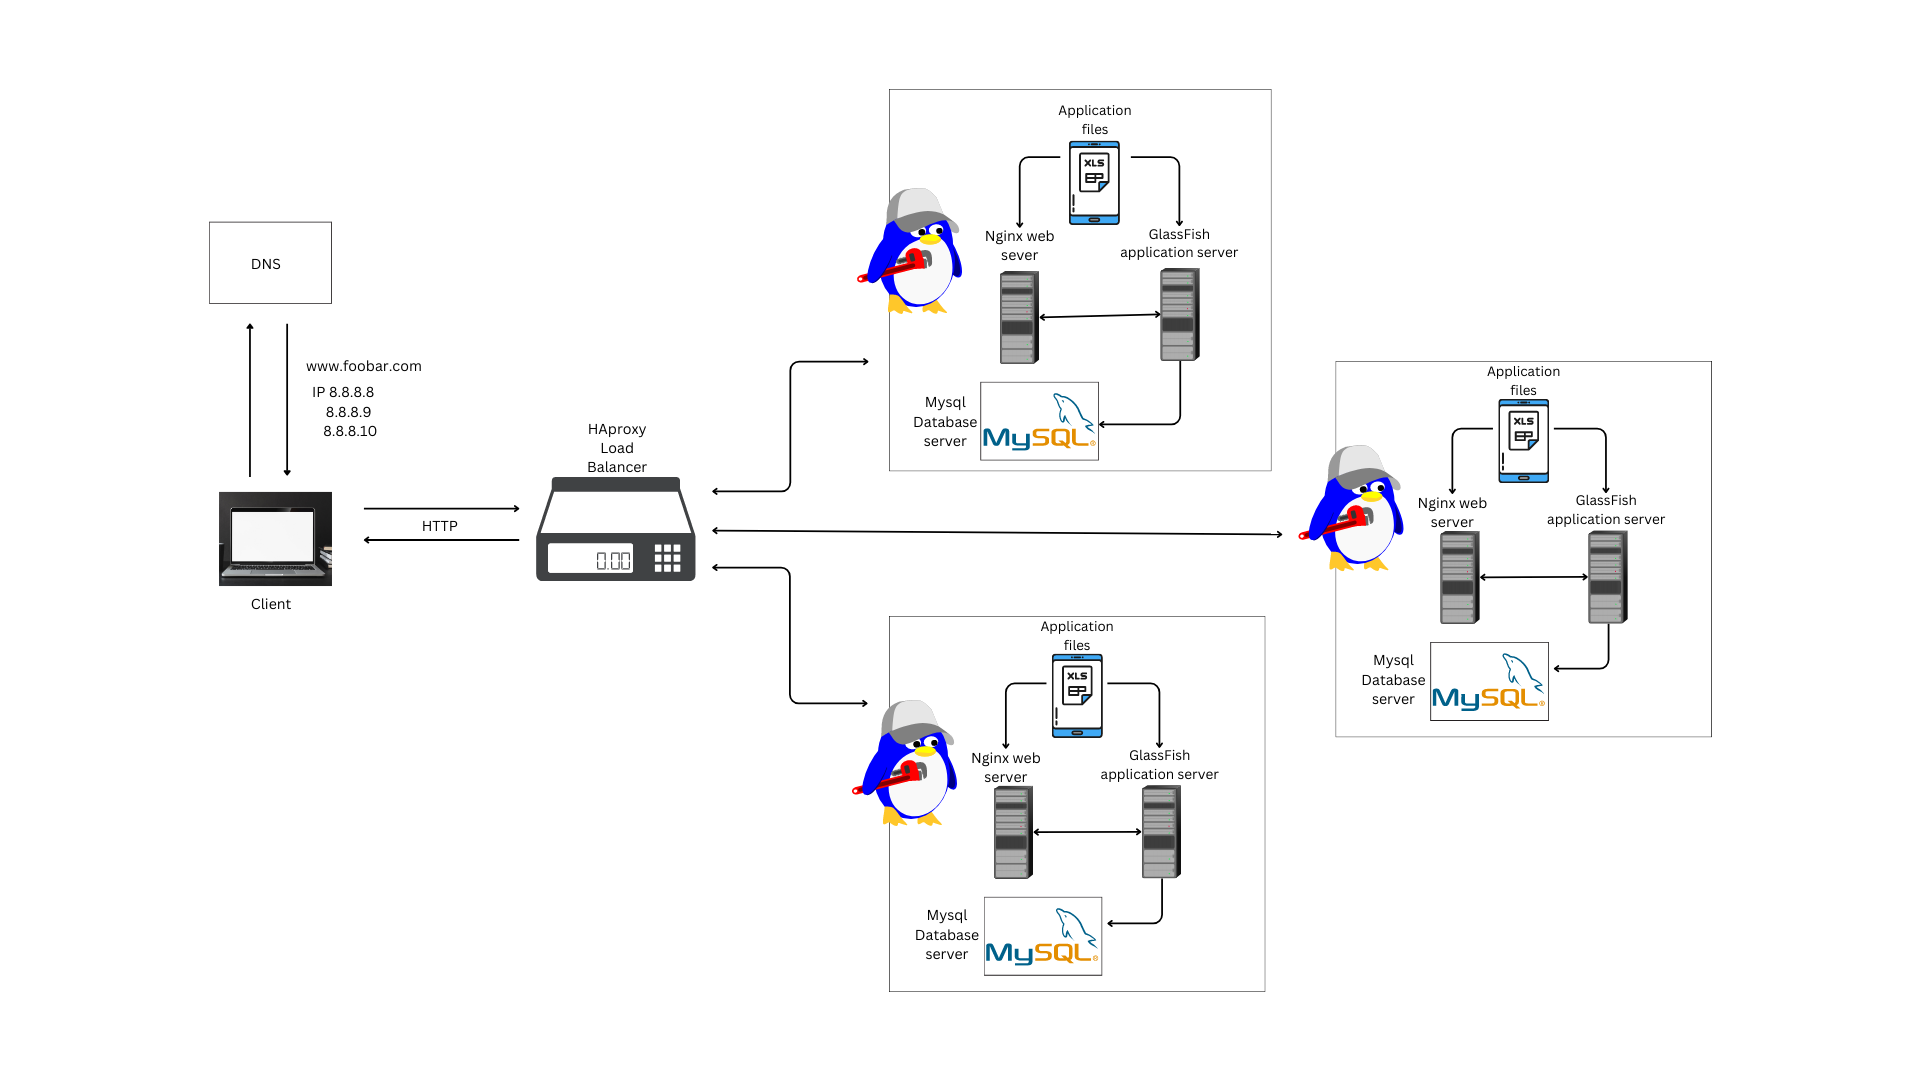 DNS
www.foobar.com
IP 8.8.8.8
8.8.8.9
8.8.8.10
Client
HTTP
HAproxy
Load
Balancer
0.00
Application
files
XLS
Nginx web
sever
GlassFish
application server
Mysql
Database
server
MySQL®
Application
files
XLS
Nginx web
server
GlassFish
application server
Mysql
Database
server
MySQL®
Application
files
XLS
Nginx web
server
GlassFish
application server
Mysql
Database
server
MySQL®